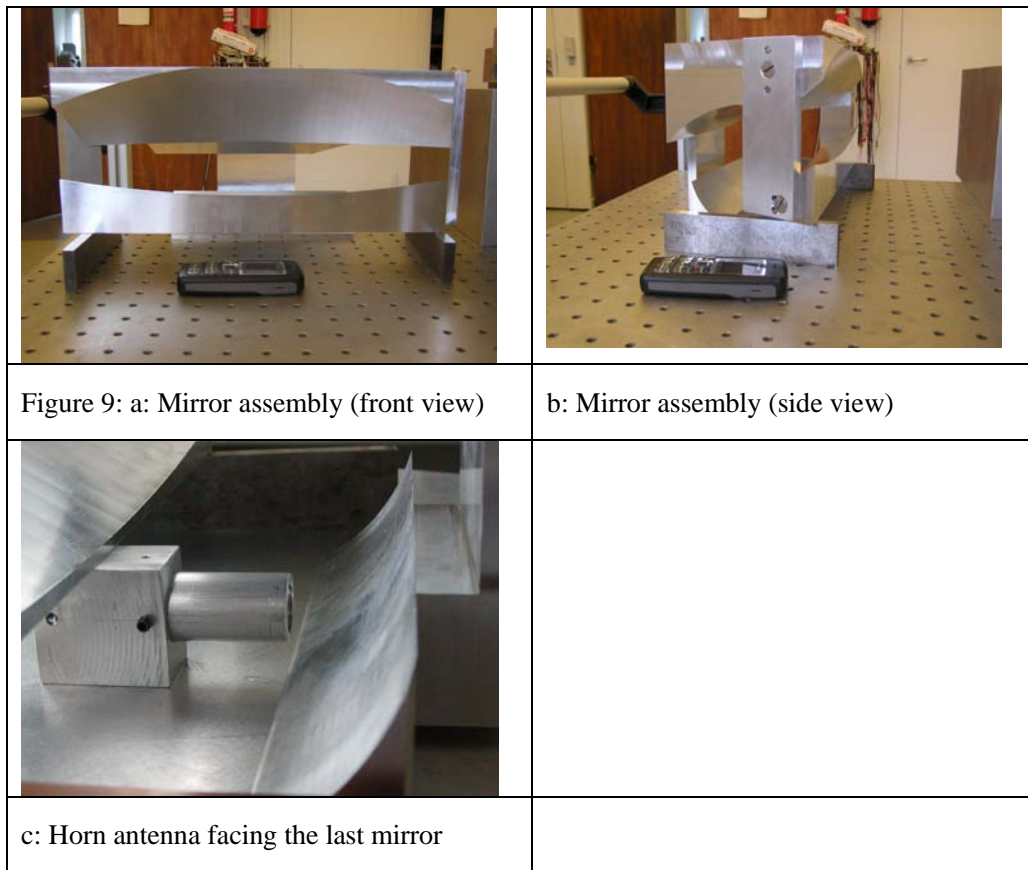 Figure 9: a: Mirror assembly (front view)
b: Mirror assembly (side view)
c: Horn antenna facing the last mirror